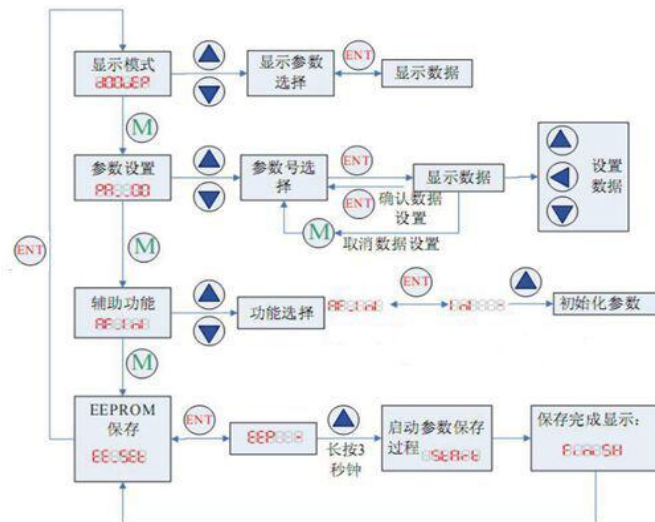 显示模式
ENT
显示参数
选择
显示数据
M
参数设置
PA__00
参数号选
择
ENT
显示数据
设置
数据
ENT
确认数据
设置
M
取消数据设置
ENT
M
辅助功能
功能选择
ENT
初始化参数
M
EEPROM
保存
ENT
长按3
秒钟
启动参数保存
过程
保存完成显示: